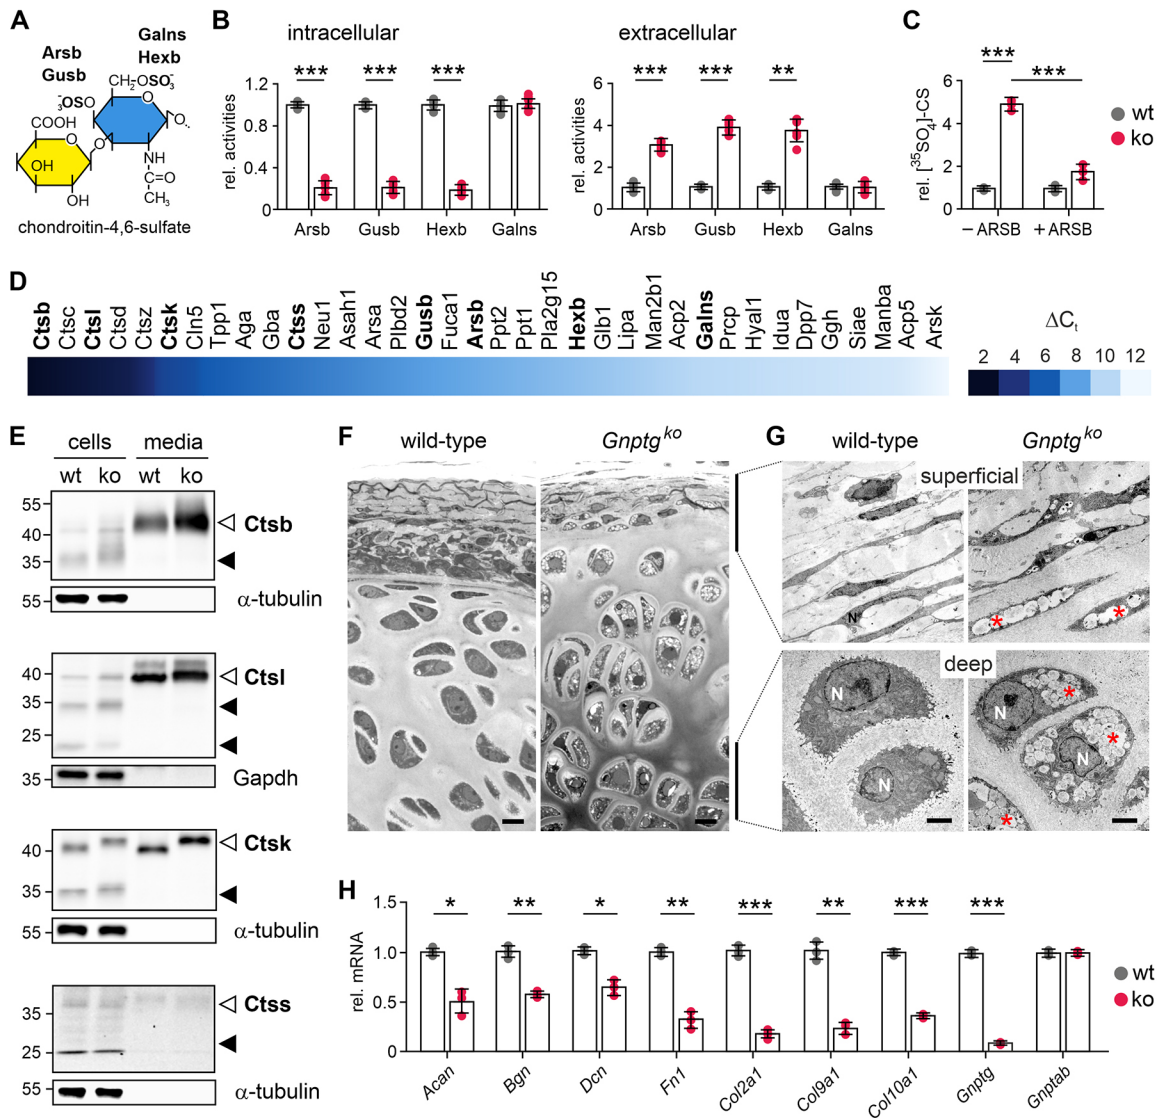 A
Arsb
Gusb
Galns
Hexb
CH2OSO3-
-3OSO
O
O
COOH
O
O
OH
OH
NH
C=O
CH3
chondroitin-4,6-sulfate
B
intracellular
extracellular
rel. activities
1.2
0.8
0.4
0
*** *** ***
Arsb Gusb Hexb Galns
rel. activities
6
4
2
0
*** *** **
Arsb Gusb Hexb Galns
C
rel. [35SO4]-CS
6
4
2
0
***
***
– ARSB + ARSB
wt
ko
D
Ctsb Ctsc Ctsl Ctsd Ctsz Ctsk Cln5 Tpp1 Aga Gba Ctss Neu1 Asah1 Arsa Plbd2 Gusb Fuca1 Arsb Ppt2 Ppt1 Pla2g15 Hexb Glb1 Lipa Man2b1 Acp2 Galns Prcp Hyal1 Idua Dpp7 Ggh Siae Manba Acp5 Arsk
ΔCt
2 4 6 8 10 12
E
cells media
wt ko wt ko
55
40
35
Ctsb
55
α-tubulin
40
35
25
Ctsl
35
Gapdh
40
35
Ctsk
55
α-tubulin
35
25
Ctss
55
α-tubulin
F
wild-type Gnptg ko
G
wild-type Gnptg ko
superficial
N
*
*
deep
N
N
N
N
*
*
*
H
rel. mRNA
1.5
1.0
0.5
0
* ** * ** *** ** *** ***
Acan Bgn Dcn Fn1 Col2a1 Col9a1 Col10a1 Gnptg Gnptab
wt
ko